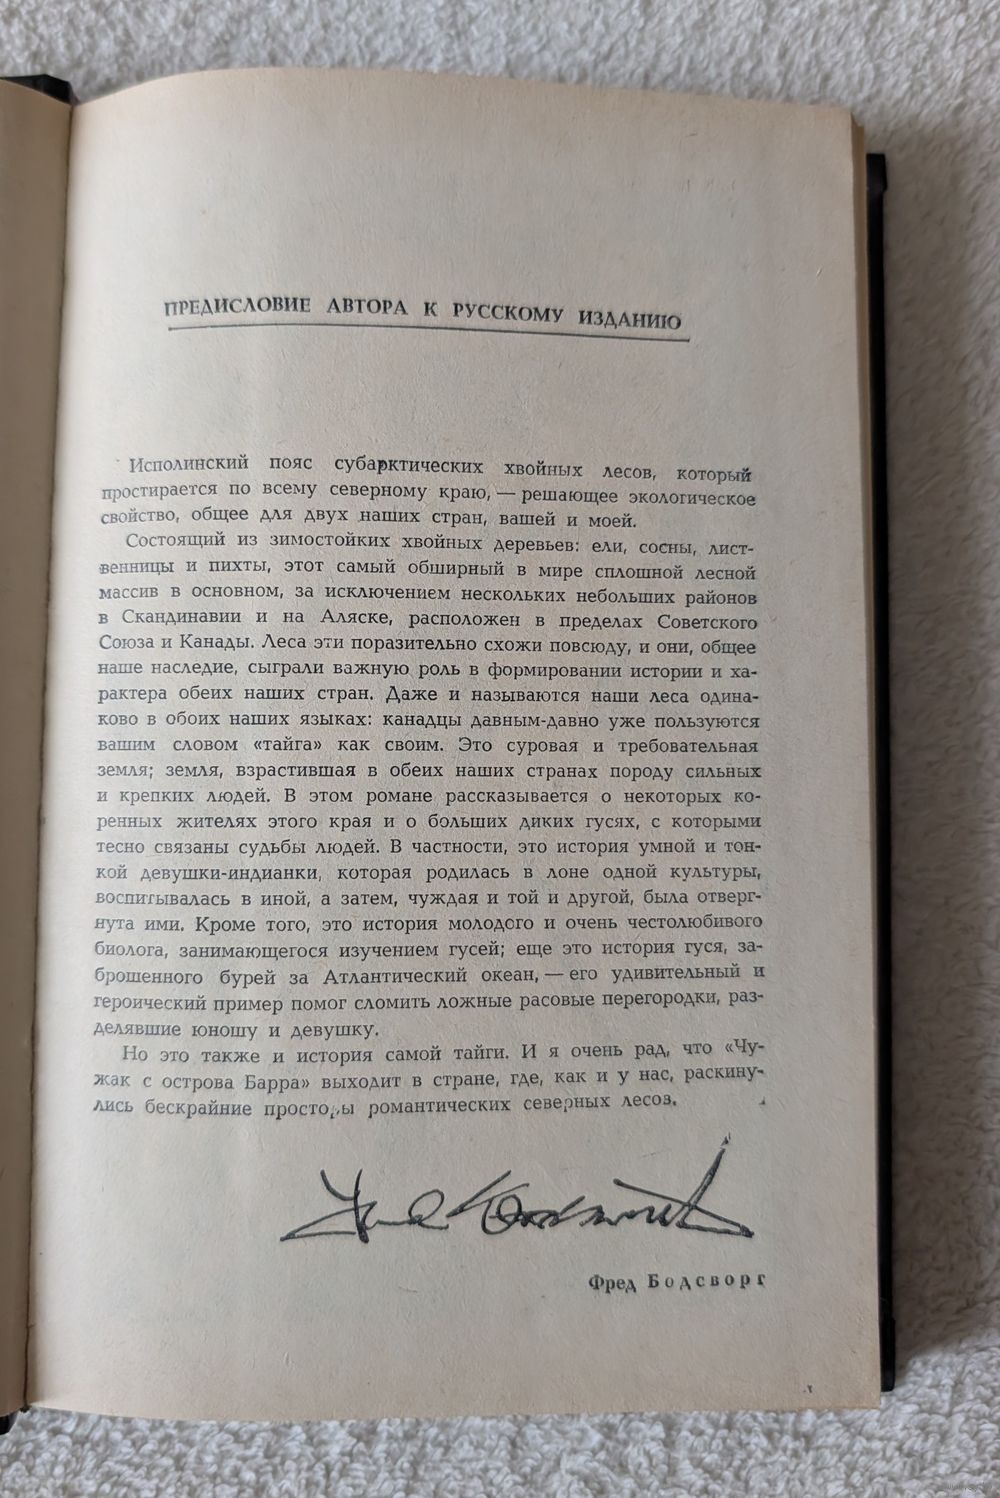 ПРЕДИСЛОВИЕ АВТОРА К РУССКОМУ ИЗДАНИЮ
Исполинский пояс субарктических хвойных лесов, который
простирается по всему северному краю, — решающее экологическое
свойство, общее для двух наших стран, вашей и моей.
Состоящий из зимостойких хвойных деревьев: ели, сосны, лист-
венницы и пихты, этот самый обширный в мире сплошной лесной
массив в основном, за исключением нескольких небольших районов
в Скандинавии и на Аляске, расположен в пределах Советского
Союза и Канады. Леса эти поразительно схожи повсюду, и они, общее
наше наследие, сыграли важную роль в формировании истории и ха-
рактера обеих наших стран. Даже и называются наши леса одина-
ково в обоих наших языках: канадцы давным-давно уже пользуются
вашим словом «тайга» как своим. Это суровая и требовательная
земля; земля, взрастившая в обеих наших странах породу сильных
и крепких людей. В этом романе рассказывается о некоторых ко-
ренных жителях этого края и о больших диких гусях, с которыми
тесно связаны судьбы людей. В частности, это история умной и тон-
кой девушки-индианки, которая родилась в лоне одной культуры,
воспитывалась в иной, а затем, чуждая и той и другой, была отверг-
нута ими. Кроме того, это история молодого и очень честолюбивого
биолога, занимающегося изучением гусей; еще это история гуся, за-
брошенного бурей за Атлантический океан, — его удивительный и
героический пример помог сломить ложные расовые перегородки, раз-
делявшие юношу и девушку.
Но это также и история самой тайги. И я очень рад, что «Чу-
жак с острова Барра» выходит в стране, где, как и у нас, раскину-
лись бескрайние просторы романтических северных лесов.
Фред Бодсворт